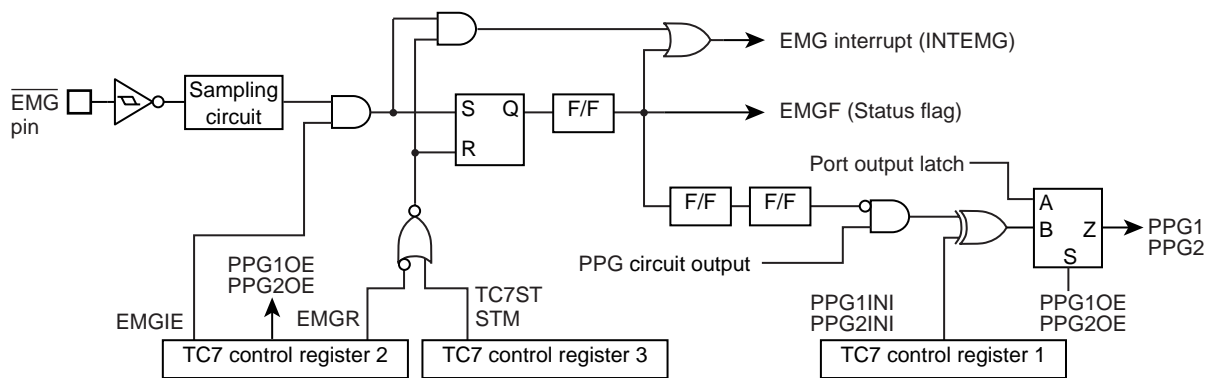 EMG interrupt (INTEMG)
EMG
pin
Sampling
circuit
S
Q
R
F/F
EMGF (Status flag)
Port output latch
F/F
F/F
A
B
Z
S
PPG1
PPG2
PPG circuit output
PPG1OE
PPG2OE
EMGIE
EMGR
TC7ST
STM
PPG1INI
PPG2INI
PPG1OE
PPG2OE
TC7 control register 2
TC7 control register 3
TC7 control register 1